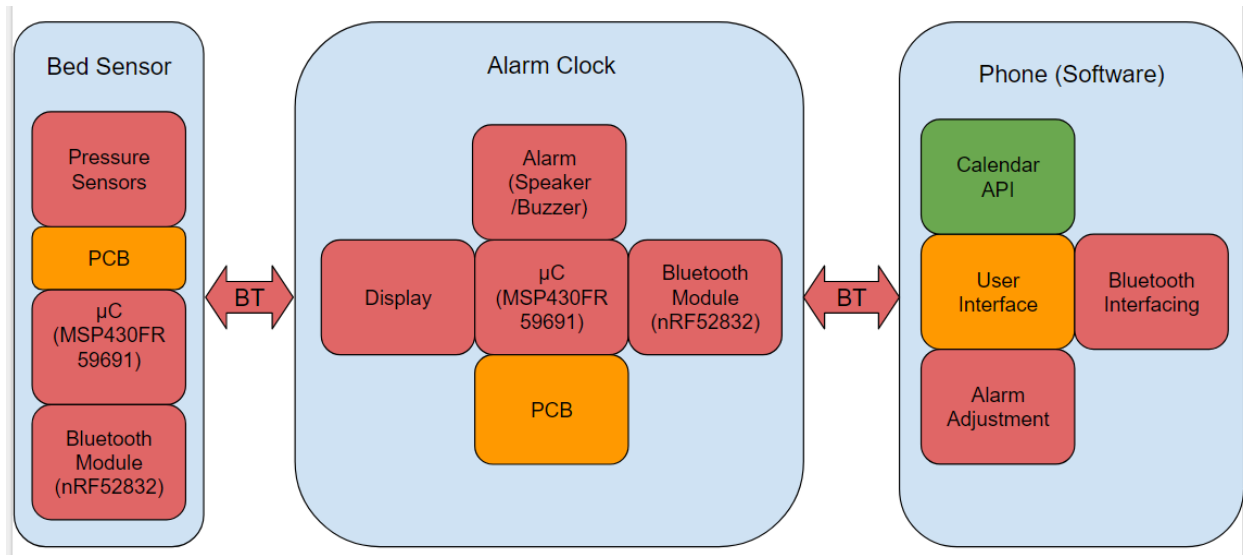 Bed Sensor
Pressure
Sensors
PCB
µC
(MSP430FR
59691)
Bluetooth
Module
(nRF52832)
BT
Alarm Clock
Alarm
(Speaker
/Buzzer)
Display
µC
(MSP430FR
59691)
Bluetooth
Module
(nRF52832)
PCB
BT
Phone (Software)
Calendar
API
User
Interface
Bluetooth
Interfacing
Alarm
Adjustment